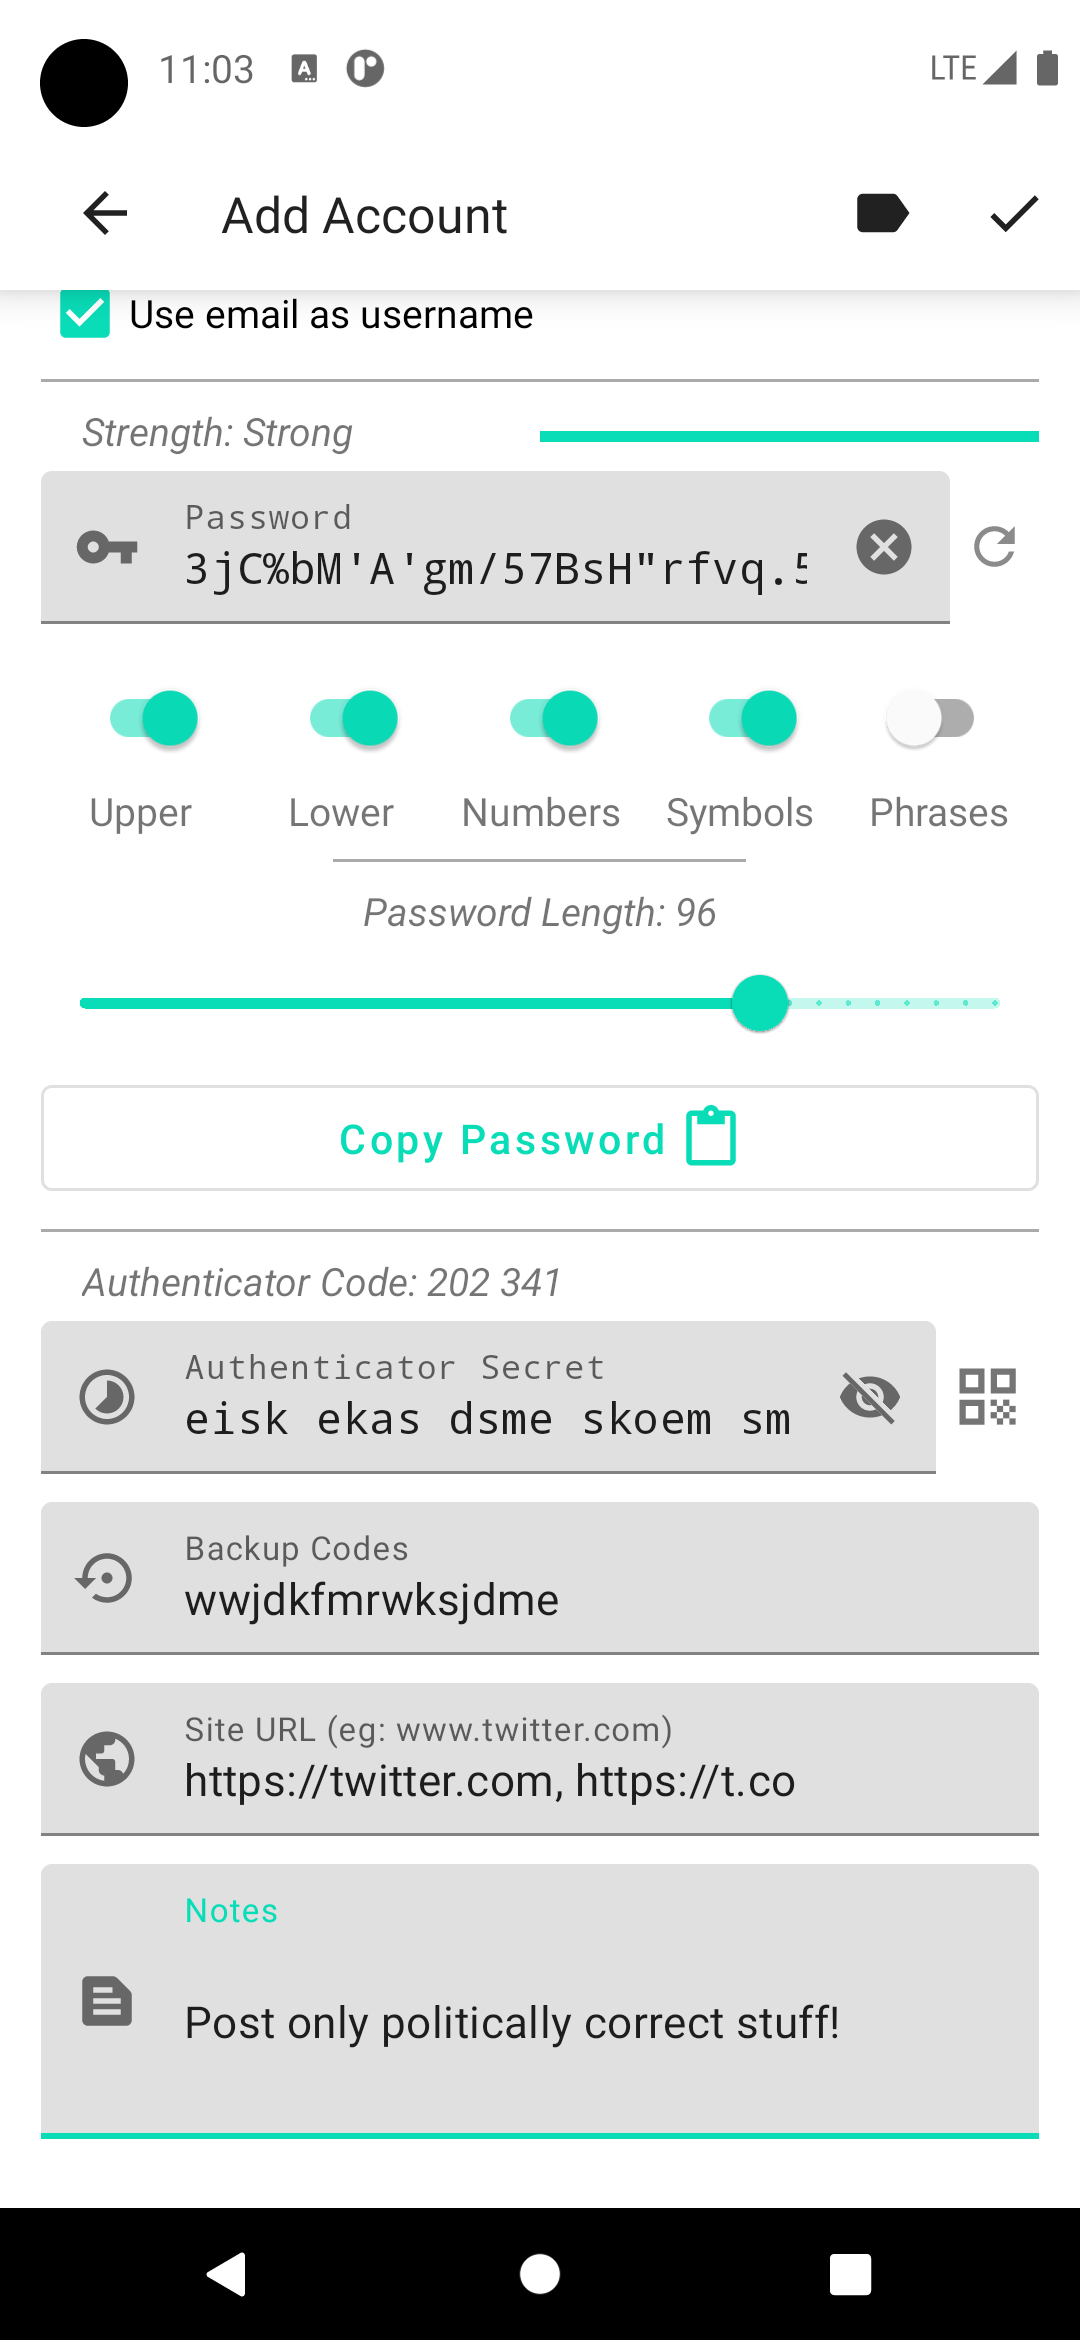 11:03
LTE
Add Account
Use email as username
Strength: Strong
Password
3jC%bM'A'gm/57BsH"rfvq.5
Upper Lower Numbers Symbols Phrases
Password Length: 96
Copy Password
Authenticator Code: 202 341
Authenticator Secret
eisk ekas dsme skoem sm
Backup Codes
wwjdkfmrwksjdme
Site URL (eg: www.twitter.com)
https://twitter.com, https://t.co
Notes
Post only politically correct stuff!